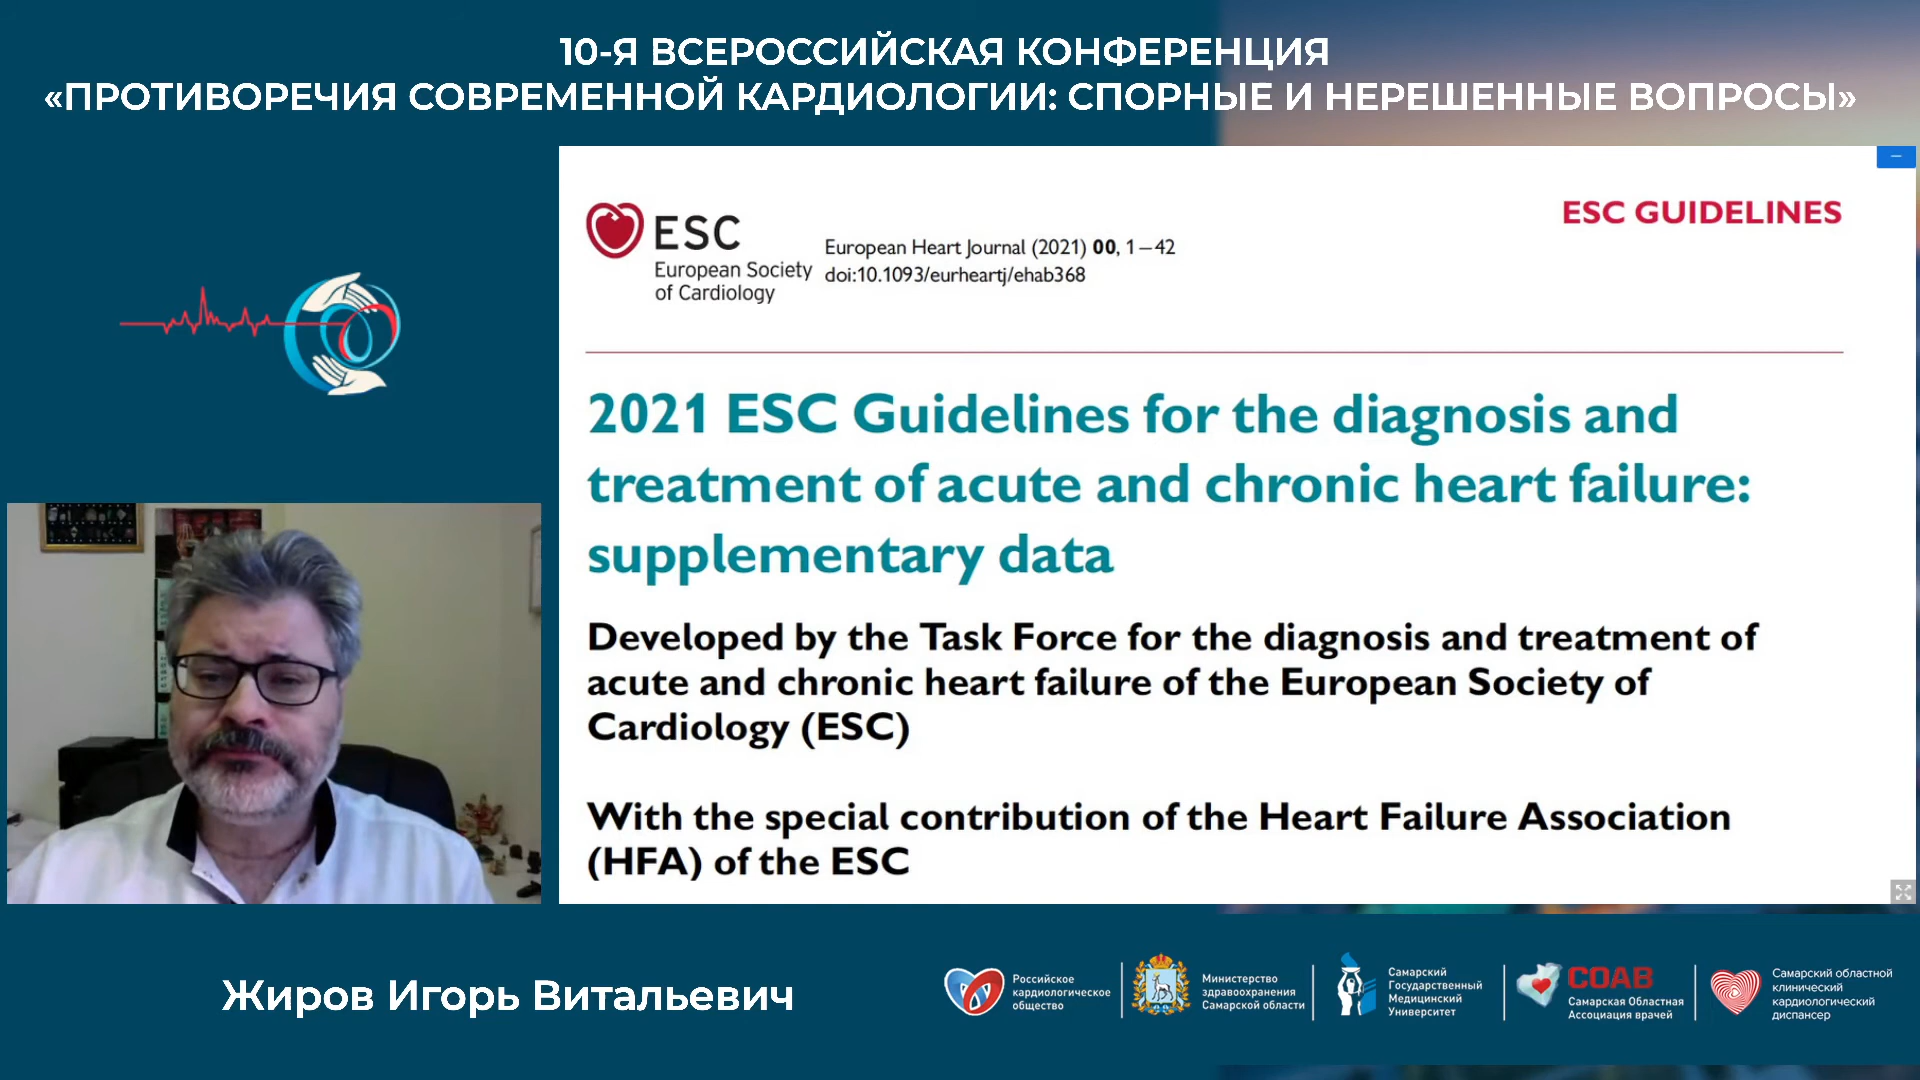 10-Я ВСЕРОССИЙСКАЯ КОНФЕРЕНЦИЯ
«ПРОТИВОРЕЧИЯ СОВРЕМЕННОЙ КАРДИОЛОГИИ: СПОРНЫЕ И НЕРЕШЕННЫЕ ВОПРОСЫ»
ESC
European Society
of Cardiology
European Heart Journal (2021) 00, 1–42
doi:10.1093/eurheartj/ehab368
ESC GUIDELINES
2021 ESC Guidelines for the diagnosis and
treatment of acute and chronic heart failure:
supplementary data
Developed by the Task Force for the diagnosis and treatment of
acute and chronic heart failure of the European Society of
Cardiology (ESC)
With the special contribution of the Heart Failure Association
(HFA) of the ESC
Жиров Игорь Витальевич
Российское
кардиологическое
общество
Министерство
здравоохранения
Самарской области
Самарский
Государственный
Медицинский
Университет
СОАВ
Самарская Областная
Ассоциация врачей
Самарский областной
клинический
кардиологический
диспансер